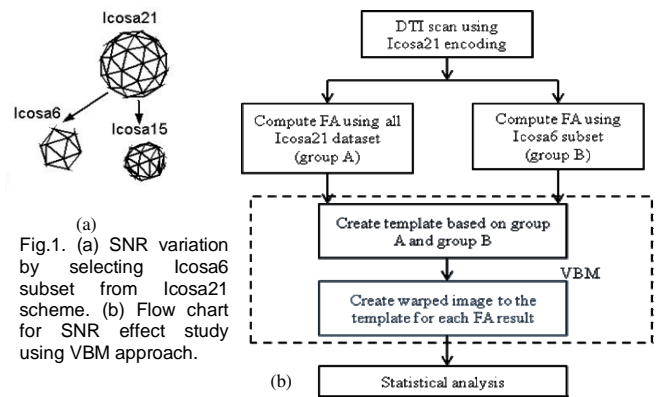 Icosa21
Icosa6
Icosa15
(a)
Fig.1. (a) SNR variation
by selecting Icosa6
subset from Icosa21
scheme. (b) Flow chart
for SNR effect study
using VBM approach.
DTI scan using
Icosa21 encoding
Compute FA using all
Icosa21 dataset
(group A)
Compute FA using
Icosa6 subset
(group B)
Create template based on group
A and group B
VBM
Create warped image to the
template for each FA result
(b)
Statistical analysis